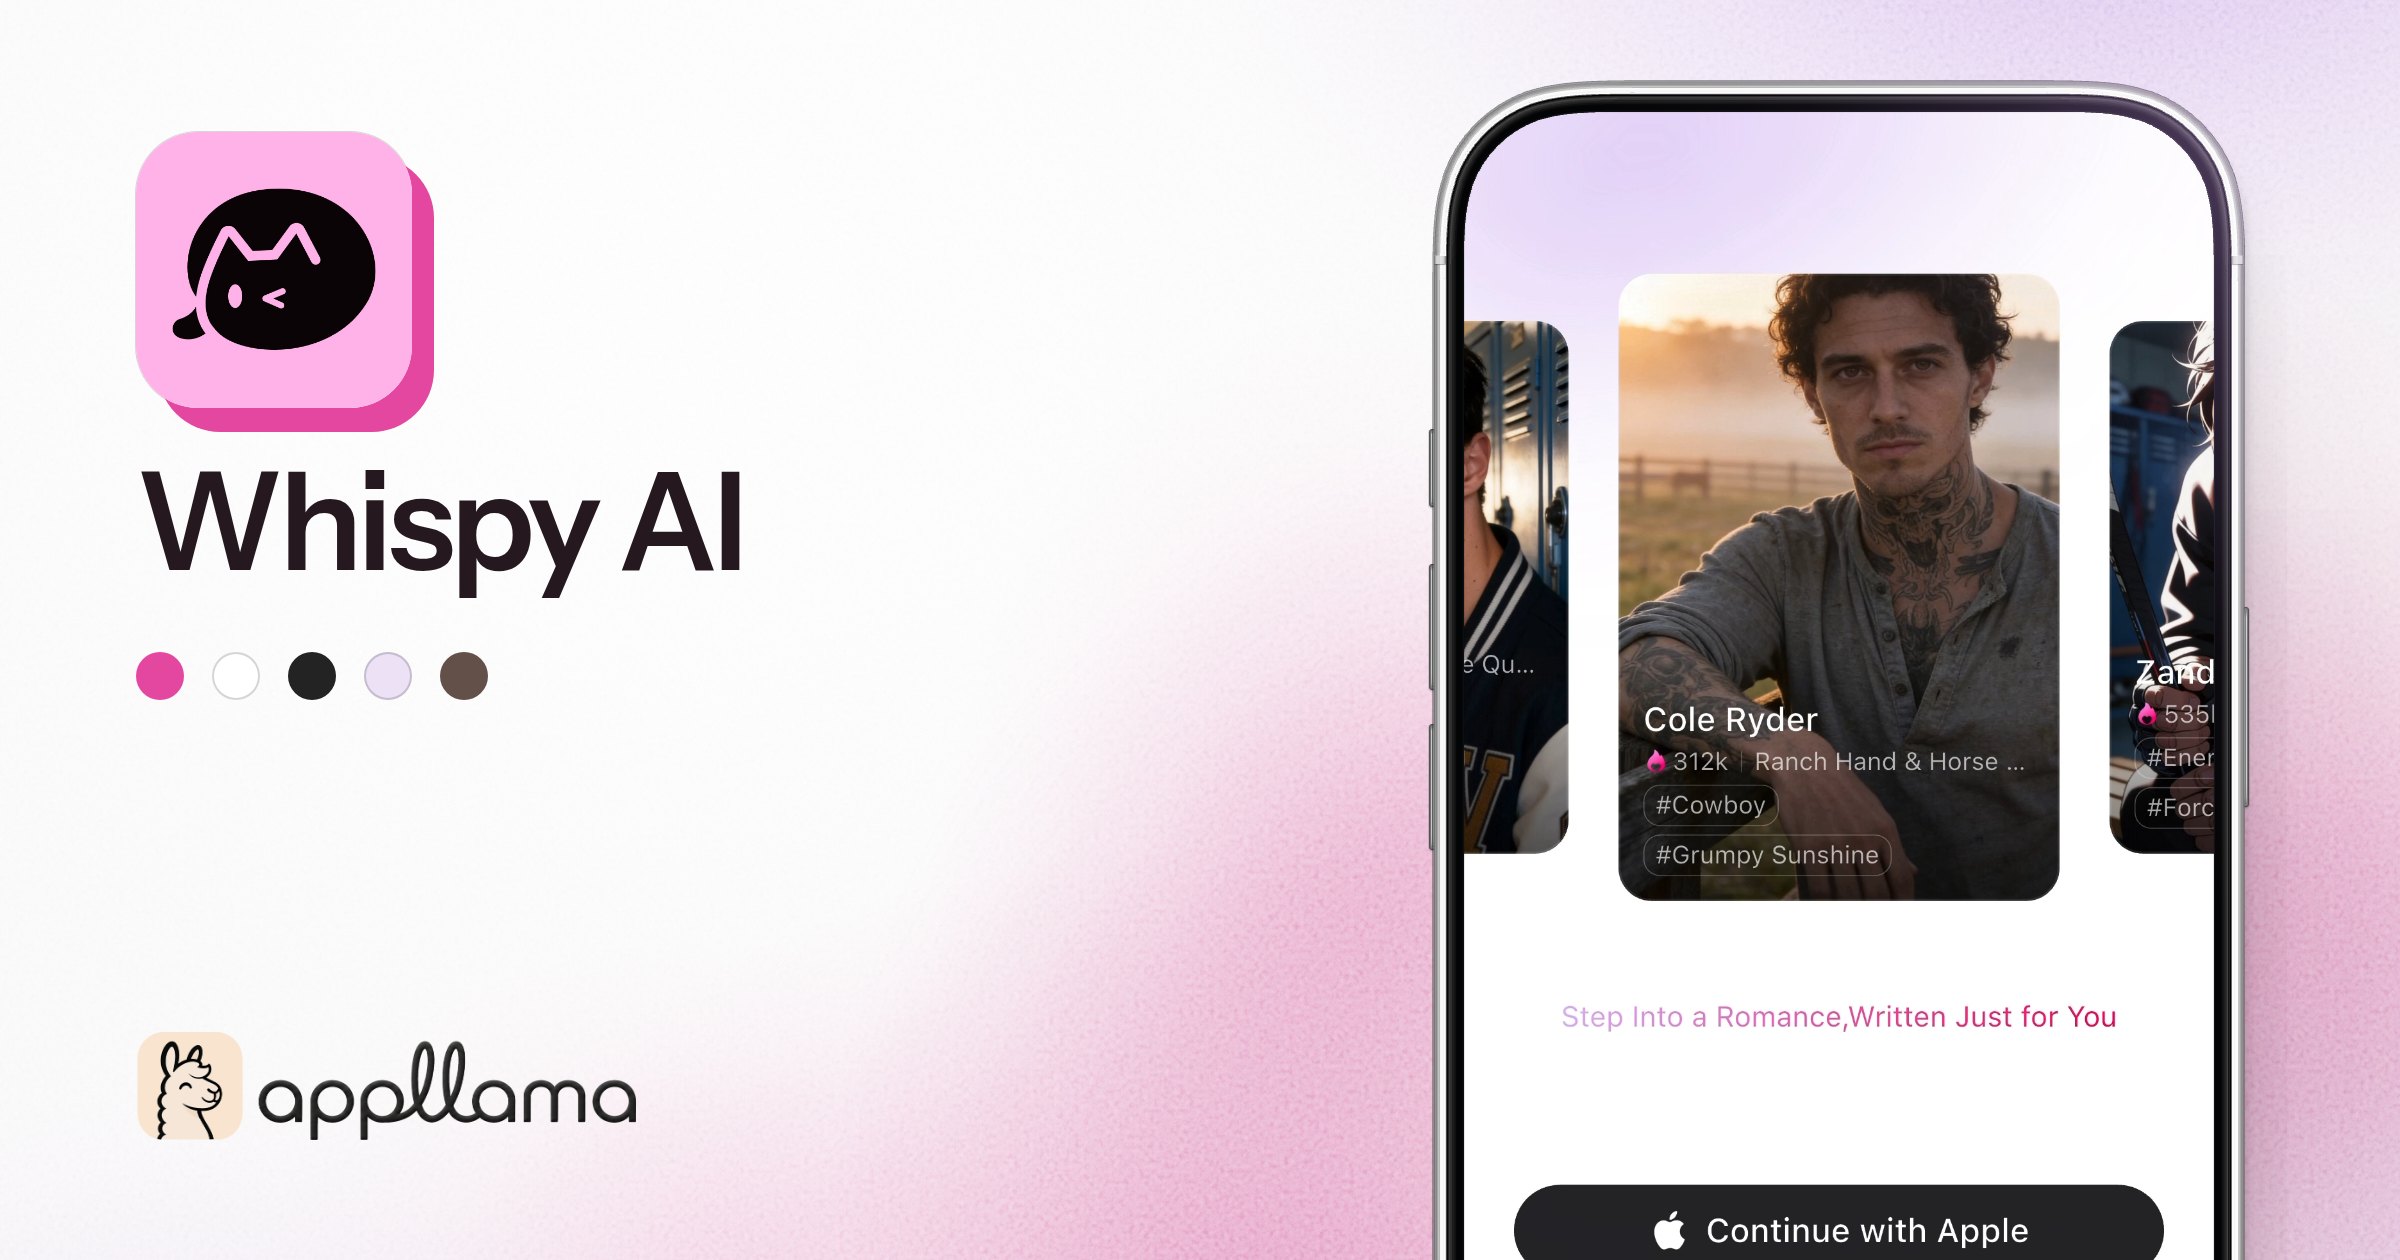 Whispy AI
appllama
e Qu...
Cole Ryder
312k | Ranch Hand & Horse ...
#Cowboy
#Grumpy Sunshine
Zand
535
#Ener
#Forc
Step Into a Romance,Written Just for You
Continue with Apple